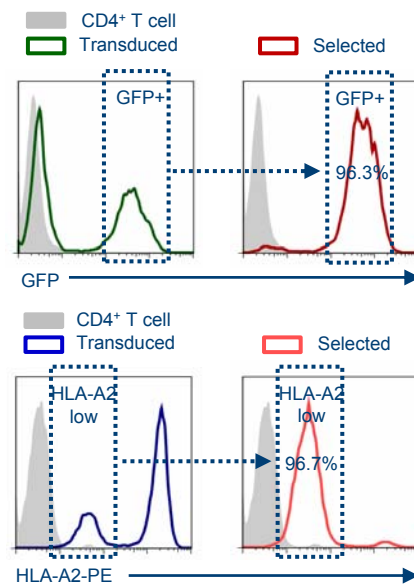 CD4⁺ T cell
Transduced
Selected
GFP+
GFP+
96.3%
GFP
CD4⁺ T cell
Transduced
Selected
HLA-A2
low
HLA-A2
low
96.7%
HLA-A2-PE